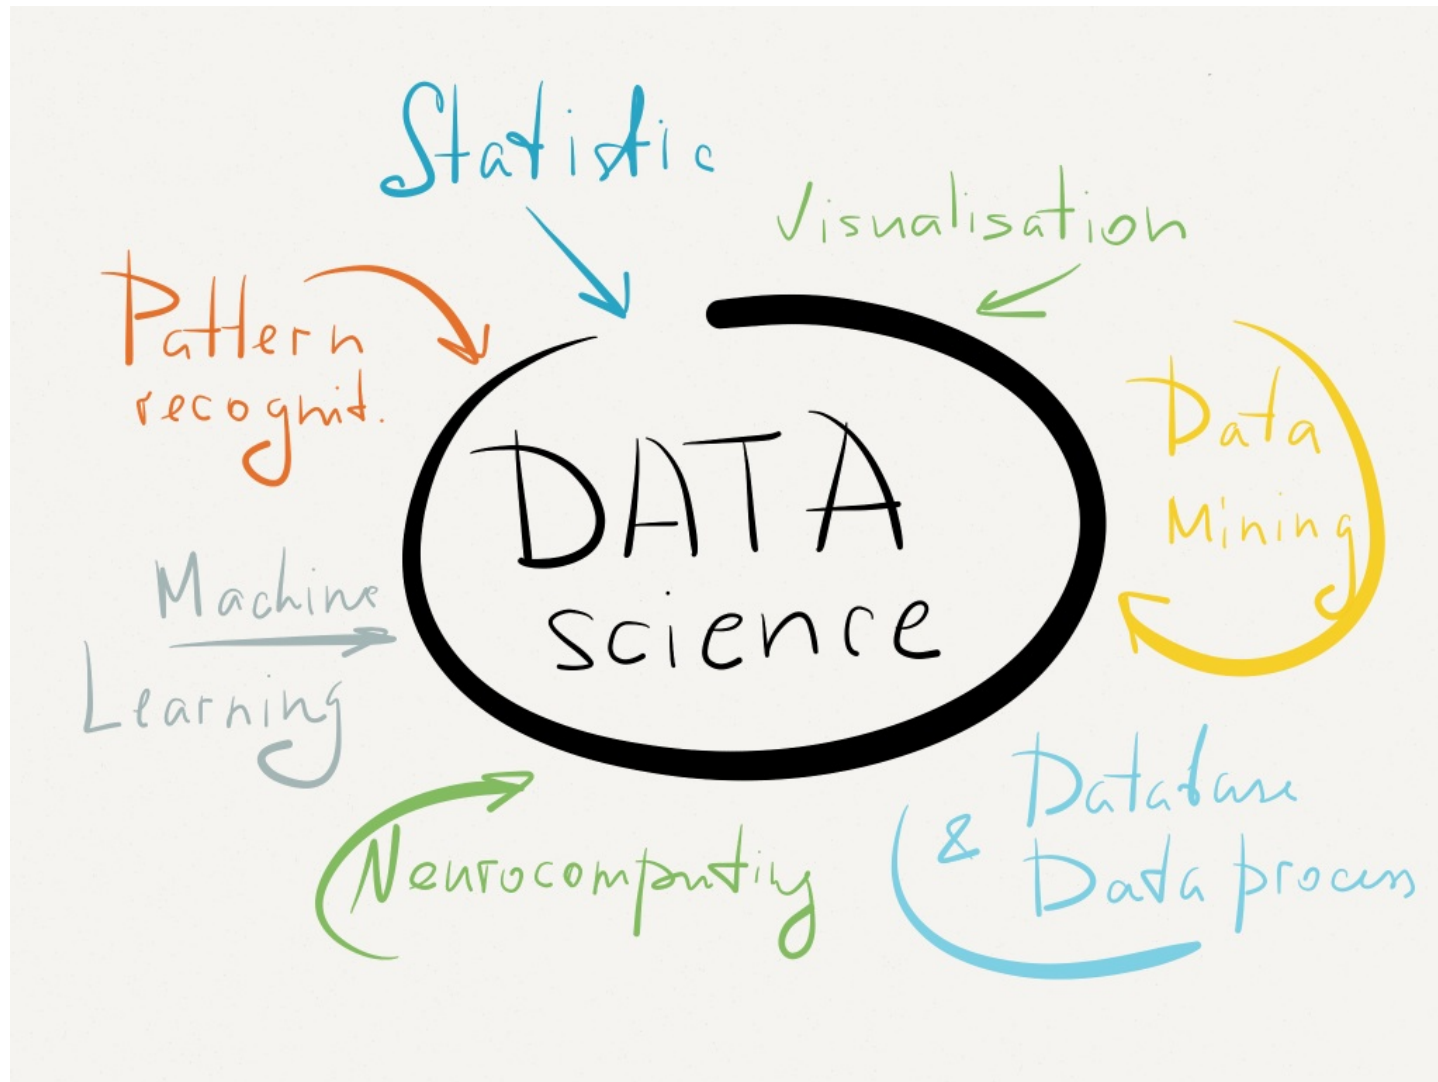 Statistic
Visualisation
Pattern
recognit.
Data
Mining
DATA
science
Machine
Learning
Database
& Data process
Neurocomputing